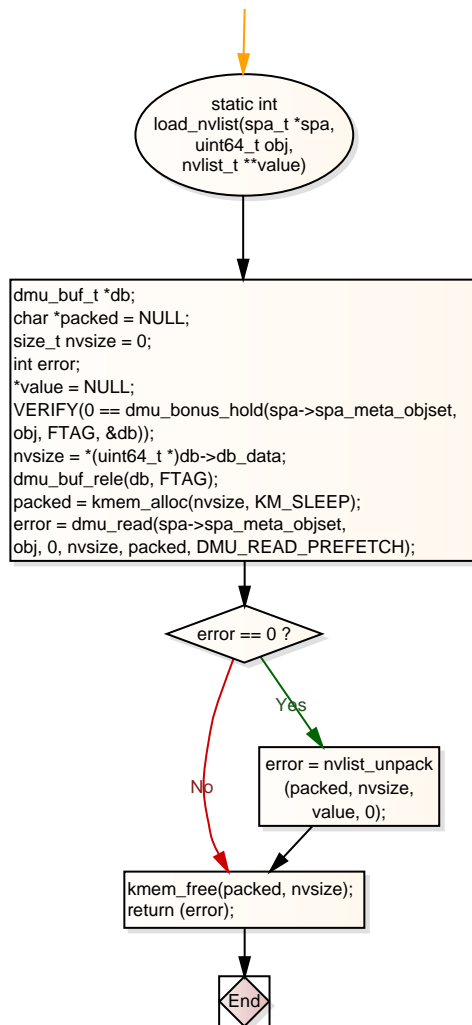 static int
load_nvlist(spa_t *spa,
uint64_t obj,
nvlist_t **value)
dmu_buf_t *db;
char *packed = NULL;
size_t nvsize = 0;
int error;
*value = NULL;
VERIFY(0 == dmu_bonus_hold(spa->spa_meta_objset,
obj, FTAG, &db));
nvsize = *(uint64_t *)db->db_data;
dmu_buf_rele(db, FTAG);
packed = kmem_alloc(nvsize, KM_SLEEP);
error = dmu_read(spa->spa_meta_objset,
obj, 0, nvsize, packed, DMU_READ_PREFETCH);
error == 0 ?
Yes
error = nvlist_unpack
(packed, nvsize,
value, 0);
No
kmem_free(packed, nvsize);
return (error);
End